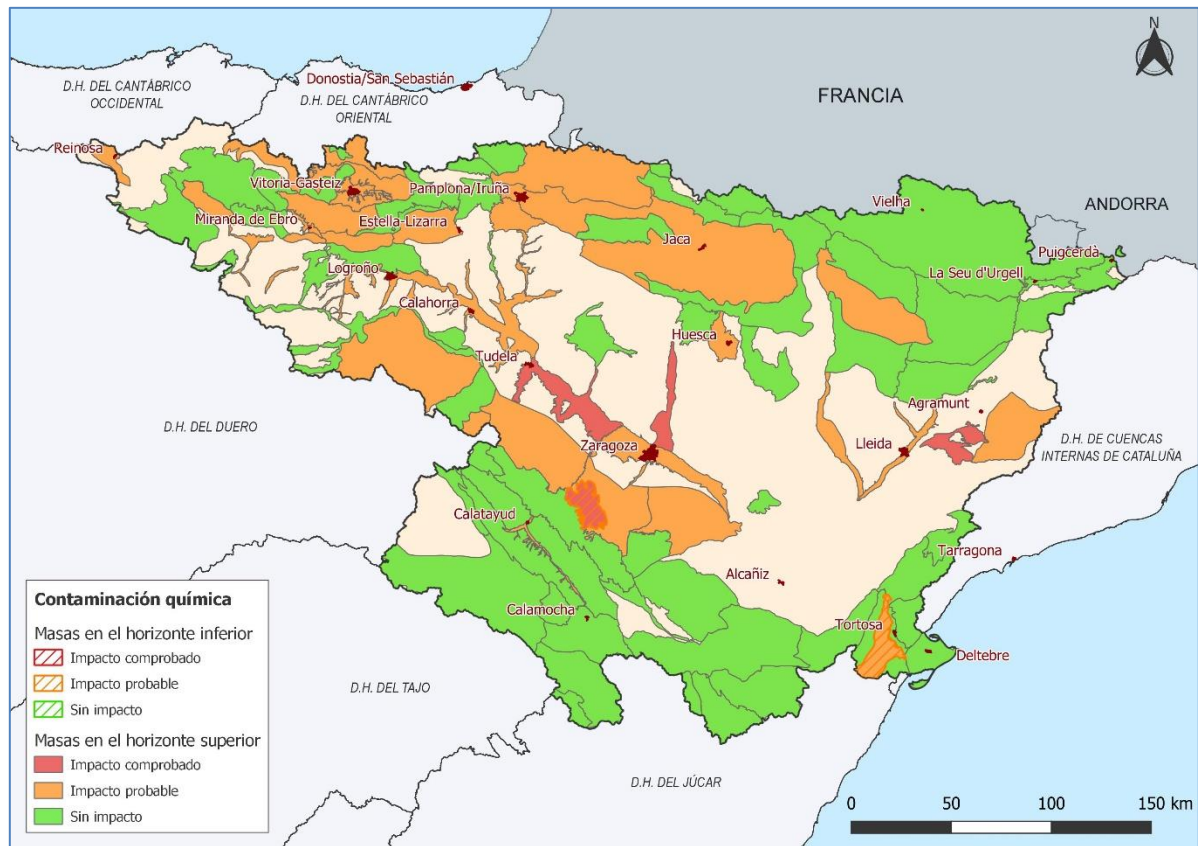 N
Donostia/San Sebastián
D.H. DEL CANTÁBRICO
OCCIDENTAL
D.H. DEL CANTÁBRICO
ORIENTAL
FRANCIA
Reinosa
Vitoria-Gasteiz
Pamplona/Iruña
Vielha
ANDORRA
Miranda de Ebro
Estella-Lizarra
Jaca
Puigcerdà
La Seu d'Urgell
Logroño
Calahorra
Huesca
Tudela
Agramunt
D.H. DEL DUERO
Zaragoza
Lleida
D.H. DE CUENCAS
INTERNAS DE CATALUÑA
Calatayud
Tarragona
Alcañiz
Calamocha
Tortosa
Deltebre
D.H. DEL TAJO
D.H. DEL JÚCAR
Contaminación química
Masas en el horizonte inferior
Impacto comprobado
Impacto probable
Sin impacto
Masas en el horizonte superior
Impacto comprobado
Impacto probable
Sin impacto
0 50 100 150 km